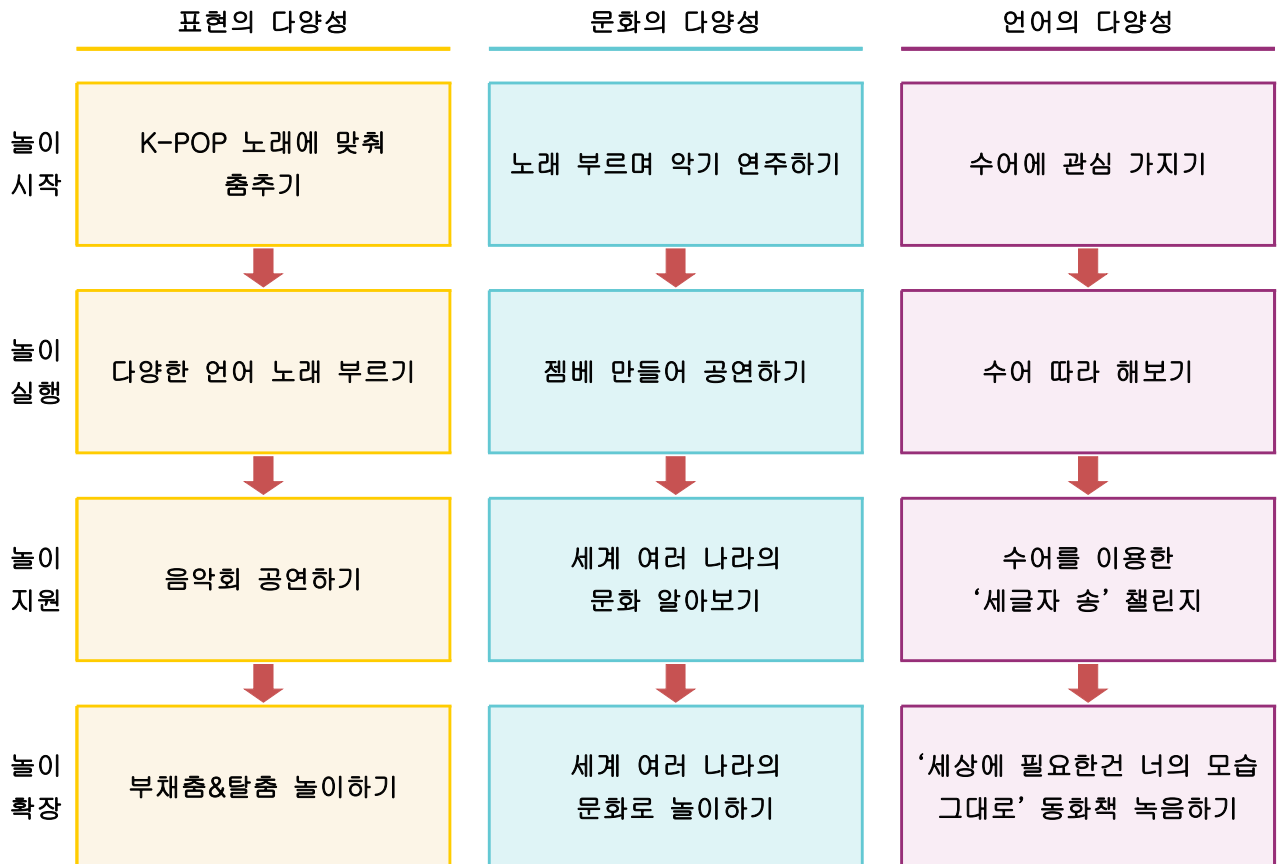 표현의 다양성
문화의 다양성
언어의 다양성
놀이
시작
K-POP 노래에 맞춰
춤추기
노래 부르며 악기 연주하기
수어에 관심 가지기
놀이
실행
다양한 언어 노래 부르기
젬베 만들어 공연하기
수어 따라 해보기
놀이
지원
음악회 공연하기
세계 여러 나라의
문화 알아보기
수어를 이용한
‘세글자 송’ 챌린지
놀이
확장
부채춤&탈춤 놀이하기
세계 여러 나라의
문화로 놀이하기
‘세상에 필요한건 너의 모습
그대로’ 동화책 녹음하기